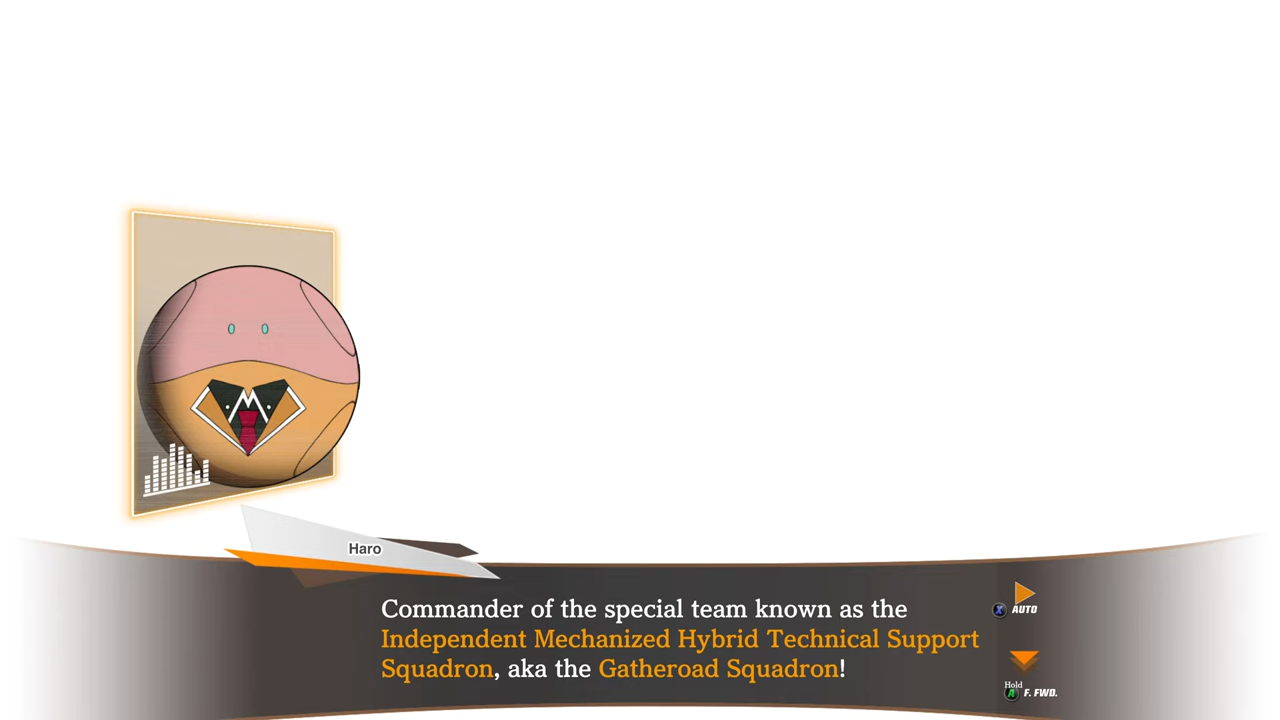 Haro
Commander of the special team known as the
Independent Mechanized Hybrid Technical Support
Squadron, aka the Gatheroad Squadron!
X AUTO
Hold
A F. FWD.